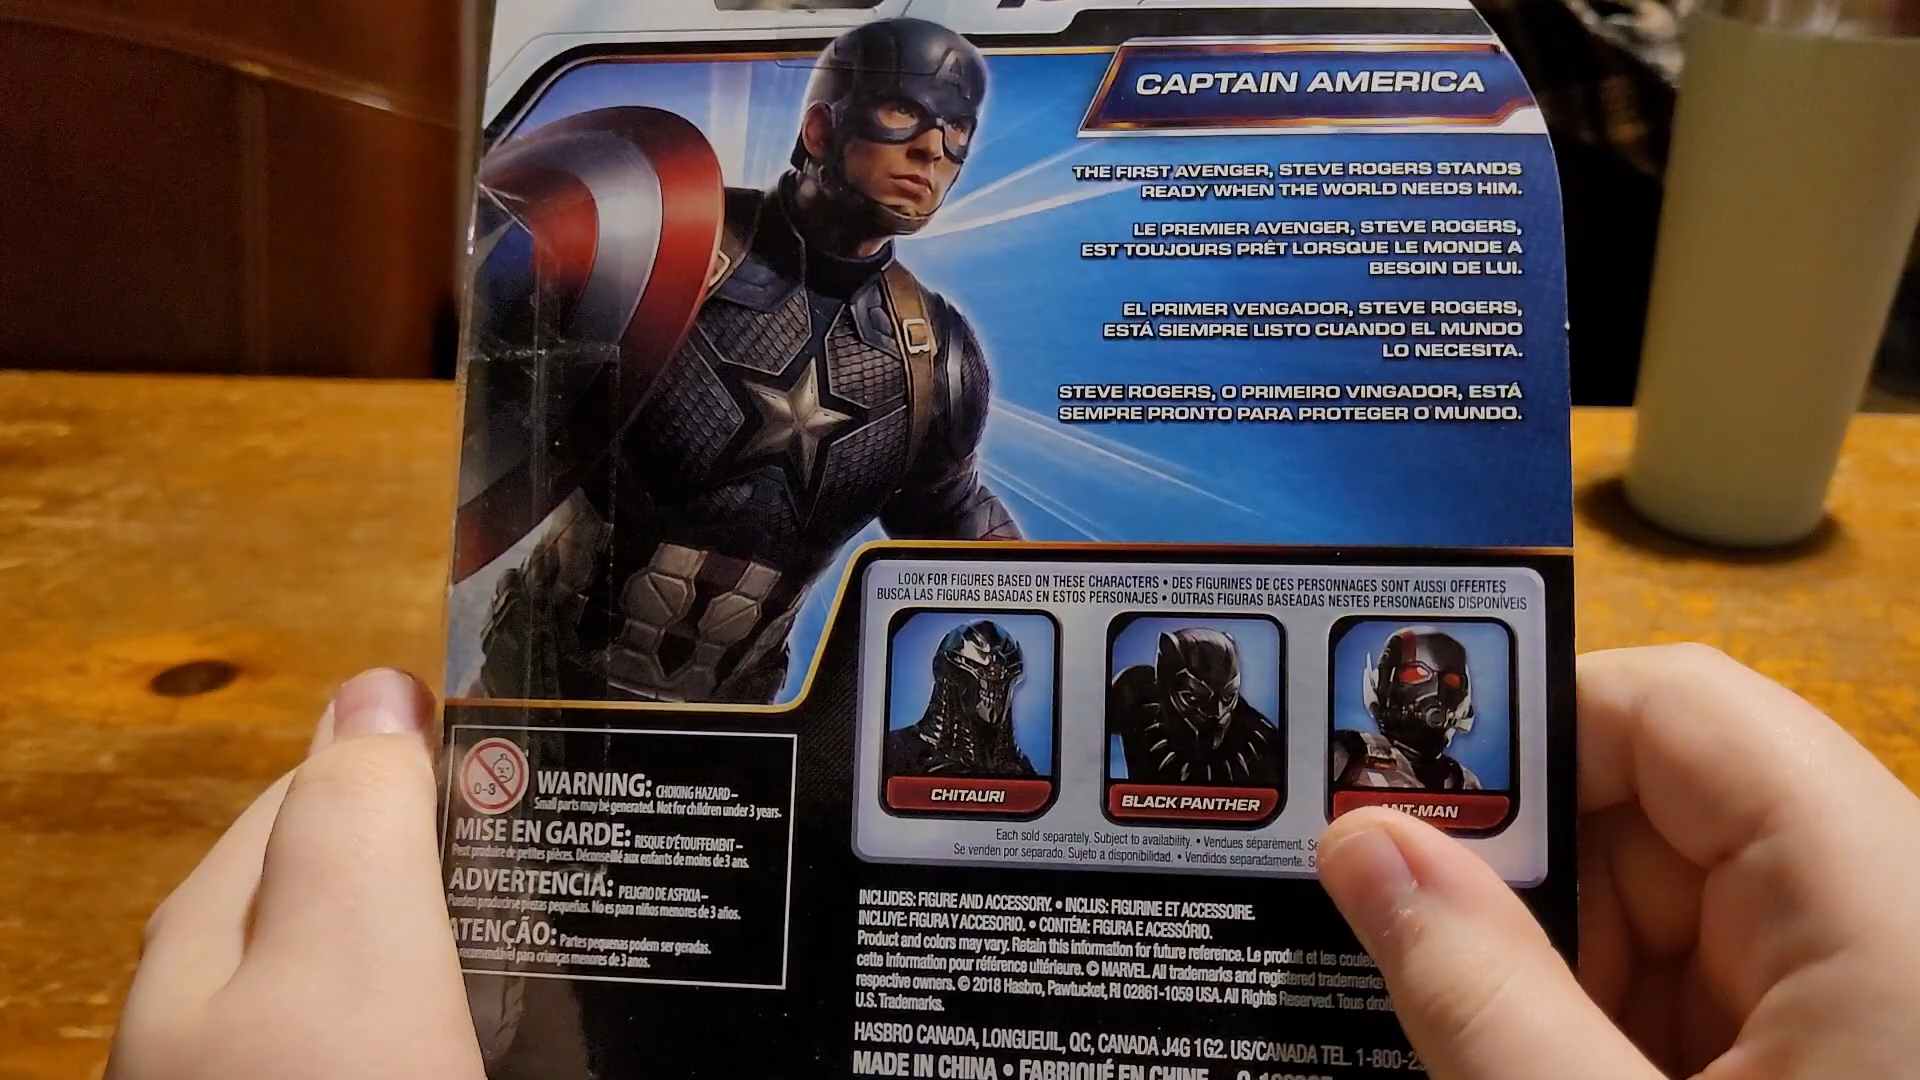 CAPTAIN AMERICA
THE FIRST AVENGER, STEVE ROGERS STANDS
READY WHEN THE WORLD NEEDS HIM.
LE PREMIER AVENGER, STEVE ROGERS,
EST TOUJOURS PRÊT LORSQUE LE MONDE A
BESOIN DE LUI.
EL PRIMER VENGADOR, STEVE ROGERS,
ESTÁ SIEMPRE LISTO CUANDO EL MUNDO
LO NECESITA.
STEVE ROGERS, O PRIMEIRO VINGADOR, ESTÁ
SEMPRE PRONTO PARA PROTEGER O MUNDO.
LOOK FOR FIGURES BASED ON THESE CHARACTERS • DES FIGURINES DE CES PERSONNAGES SONT AUSSI OFFERTES
BUSCA LAS FIGURAS BASADAS EN ESTOS PERSONAJES • OUTRAS FIGURAS BASEADAS NESTES PERSONAGENS DISPONÍVEIS
CHITAURI
BLACK PANTHER
ANT-MAN
Each sold separately. Subject to availability. • Vendues séparément.
Se venden por separado. Sujeto a disponibilidad. • Vendidos separadamente.
0-3
WARNING: CHOKING HAZARD –
Small parts may be generated. Not for children under 3 years.
MISE EN GARDE: RISQUE D'ÉTOUFFEMENT –
Peut produire de petites pièces. Déconseillé aux enfants de moins de 3 ans.
ADVERTENCIA: PELIGRO DE ASFIXIA –
Pueden producirse piezas pequeñas. No es para niños menores de 3 años.
ATENÇÃO: Partes pequenas podem ser geradas.
para crianças menores de 3 anos.
INCLUDES: FIGURE AND ACCESSORY. • INCLUS: FIGURINE ET ACCESSOIRE.
INCLUYE: FIGURA Y ACCESORIO. • CONTÉM: FIGURA E ACESSÓRIO.
Product and colors may vary. Retain this information for future reference. Le produit et les
cette information pour référence ultérieure. © MARVEL. All trademarks and registered trademarks
respective owners. © 2018 Hasbro, Pawtucket, RI 02861-1059 USA. All Rights Reserved. Tous
U.S. Trademarks.
HASBRO CANADA, LONGUEUIL, QC, CANADA J4G 1G2. US/CANADA TEL. 1-800-2
MADE IN CHINA • FABRIQUÉ EN CHINE